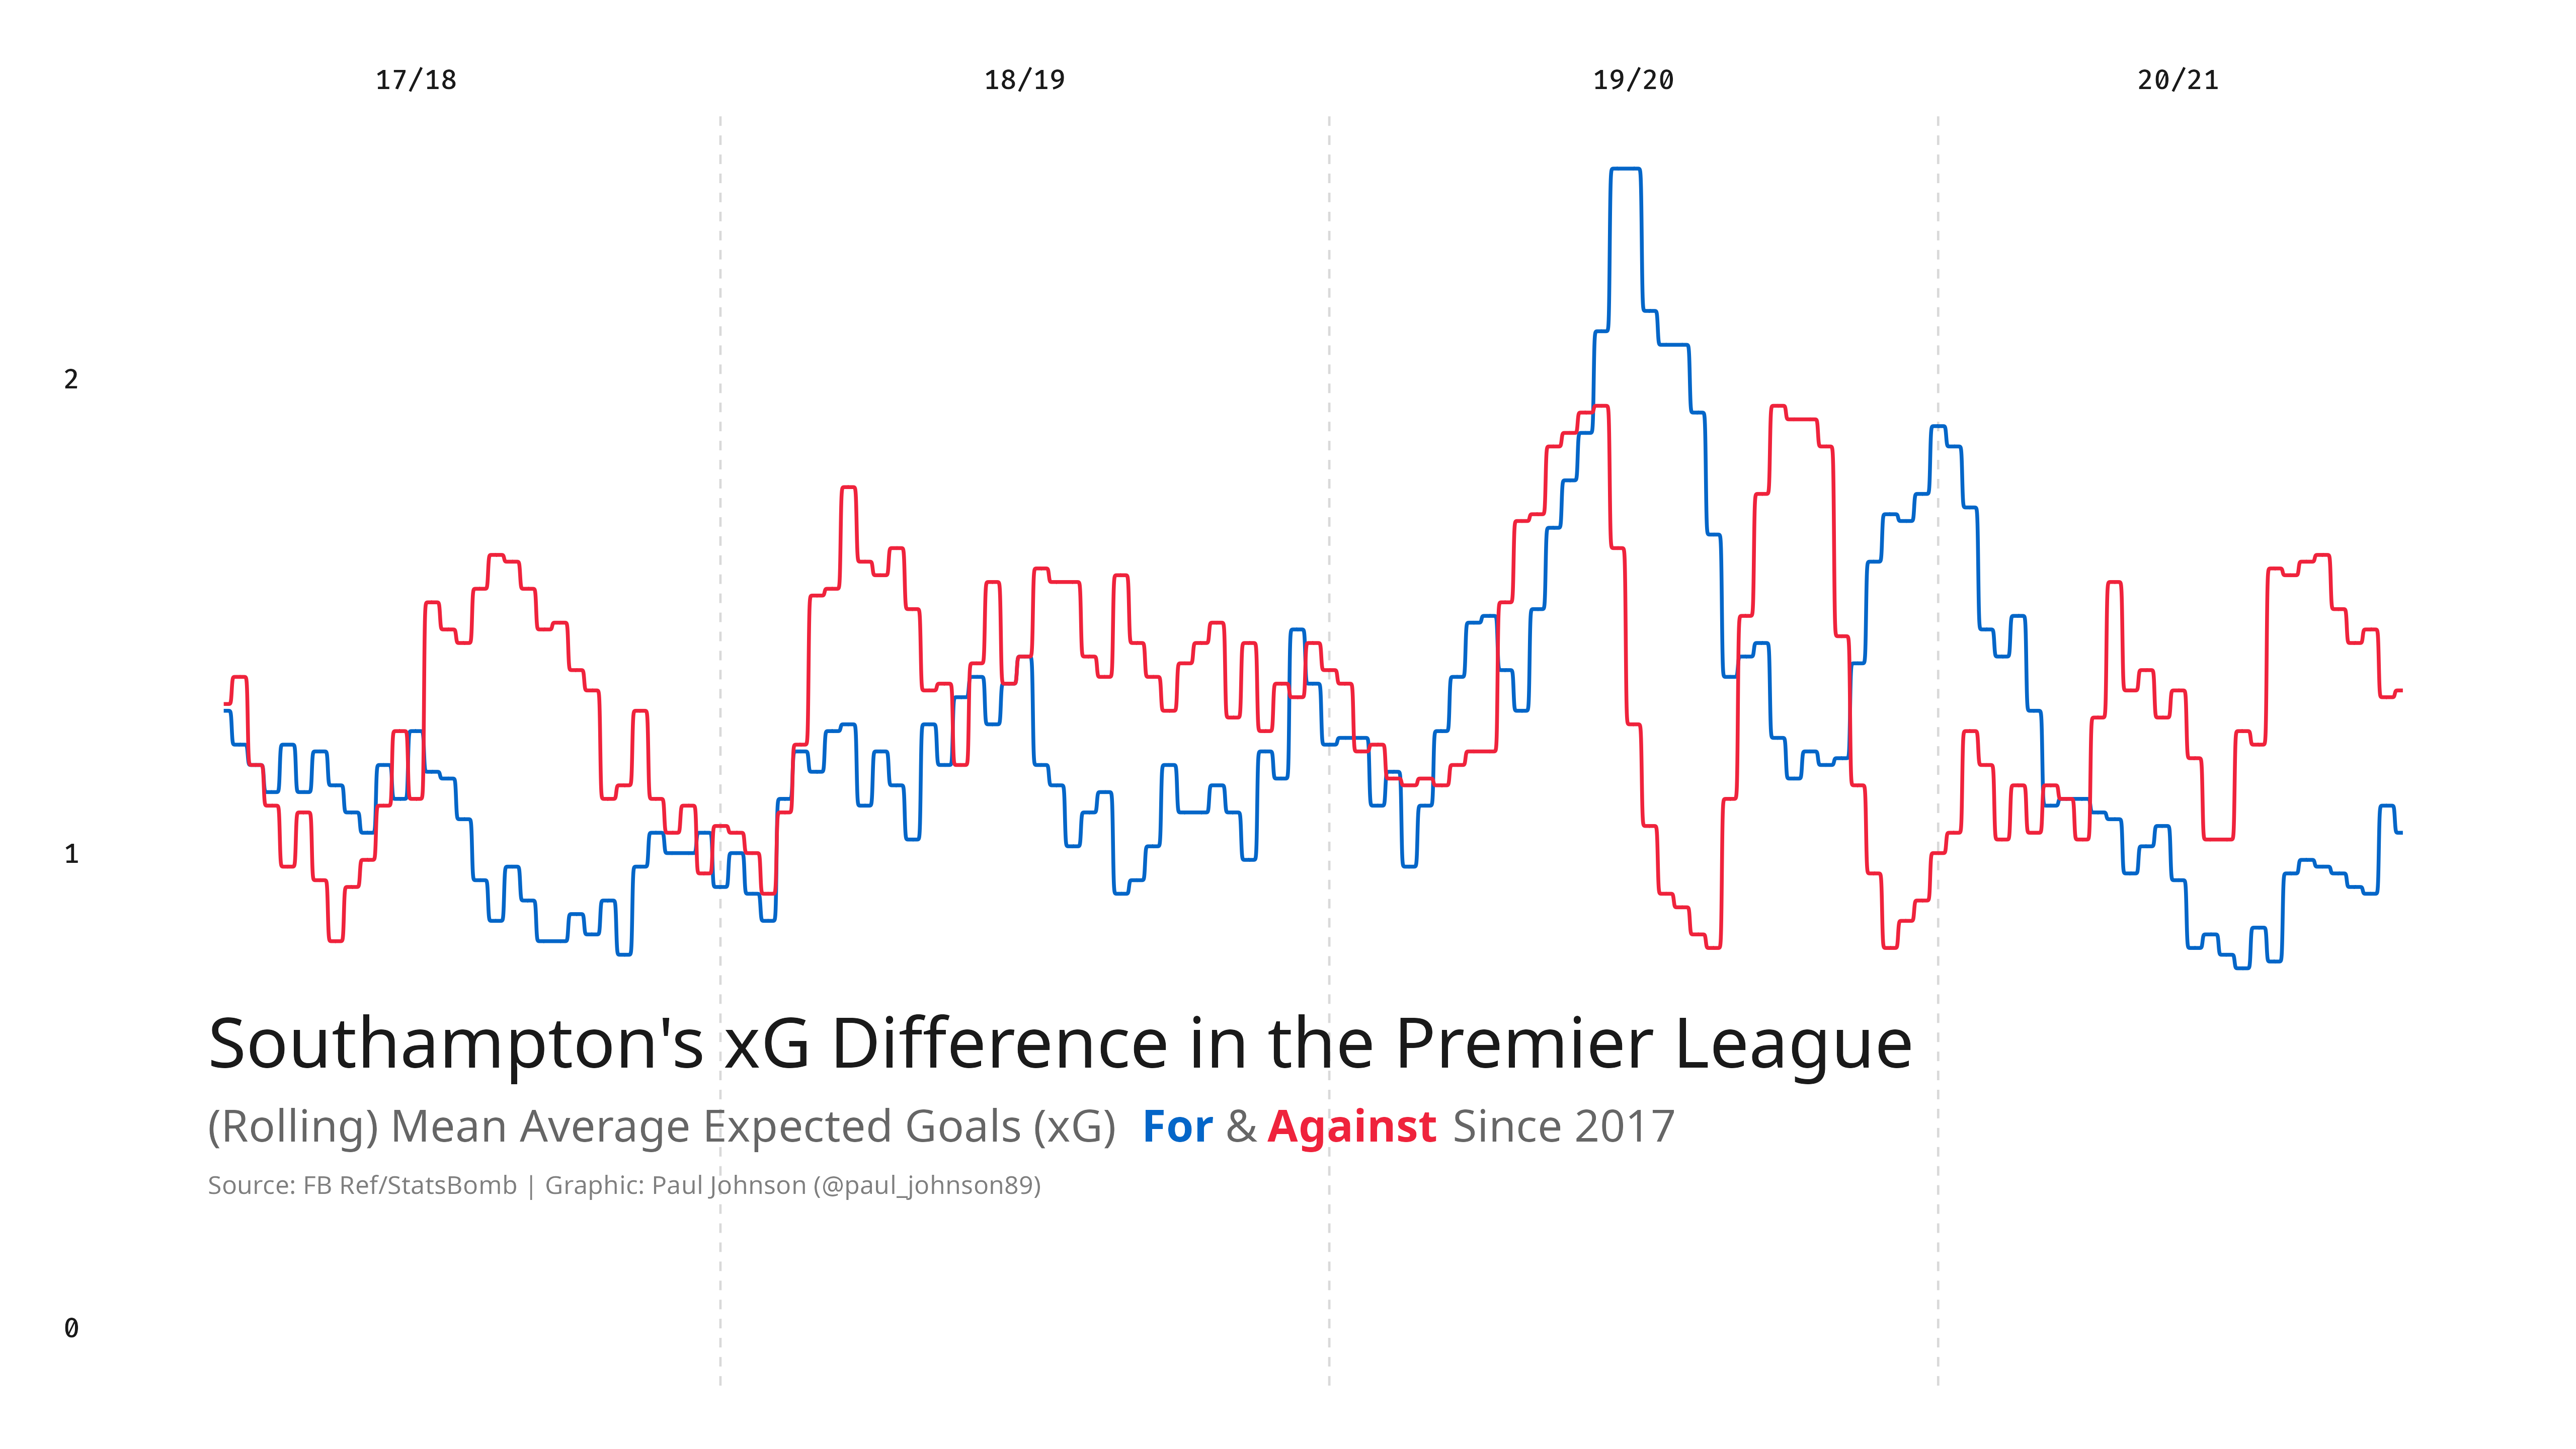 17/18 18/19 19/20 20/21
2
1
Southampton's xG Difference in the Premier League
(Rolling) Mean Average Expected Goals (xG) For & Against Since 2017
Source: FB Ref/StatsBomb | Graphic: Paul Johnson (@paul_johnson89)
0